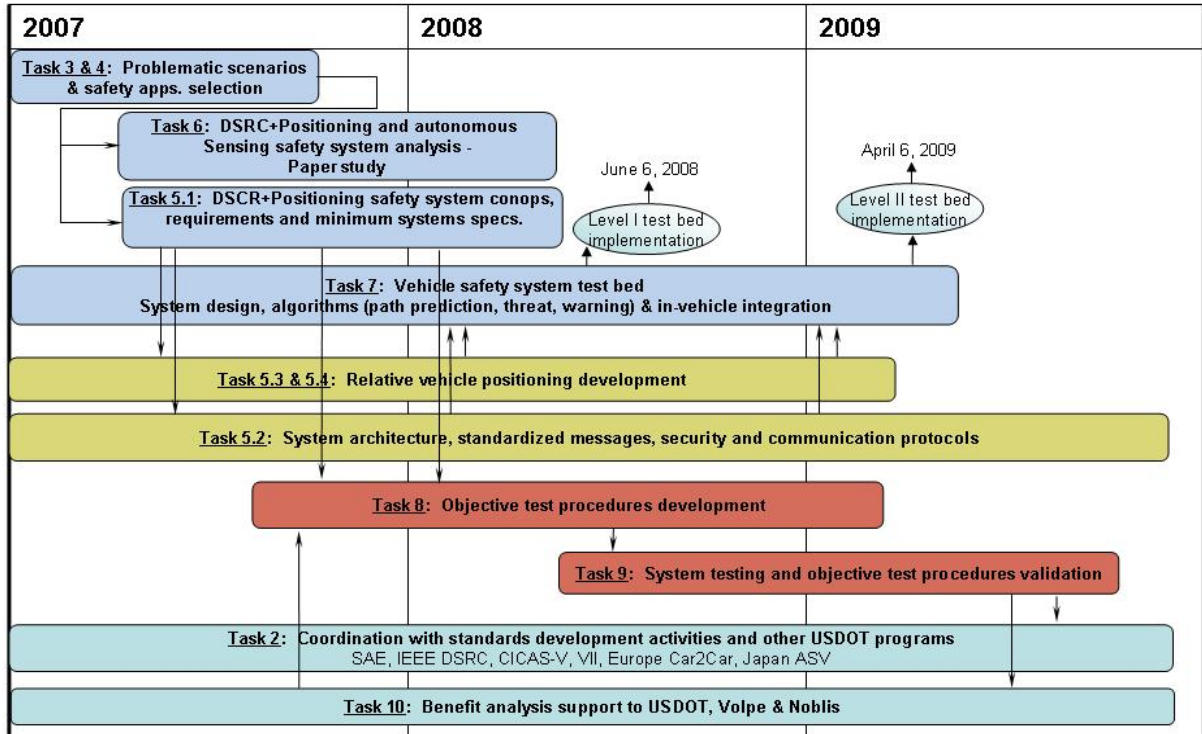 2007
2008
2009
Task 3 & 4: Problematic scenarios
& safety apps. selection
Task 6: DSRC+Positioning and autonomous
Sensing safety system analysis -
Paper study
Task 5.1: DSCR+Positioning safety system conops,
requirements and minimum systems specs.
June 6, 2008
Level I test bed
implementation
April 6, 2009
Level II test bed
implementation
Task 7: Vehicle safety system test bed
System design, algorithms (path prediction, threat, warning) & in-vehicle integration
Task 5.3 & 5.4: Relative vehicle positioning development
Task 5.2: System architecture, standardized messages, security and communication protocols
Task 8: Objective test procedures development
Task 9: System testing and objective test procedures validation
Task 2: Coordination with standards development activities and other USDOT programs
SAE, IEEE DSRC, CICAS-V, VII, Europe Car2Car, Japan ASV
Task 10: Benefit analysis support to USDOT, Volpe & Noblis